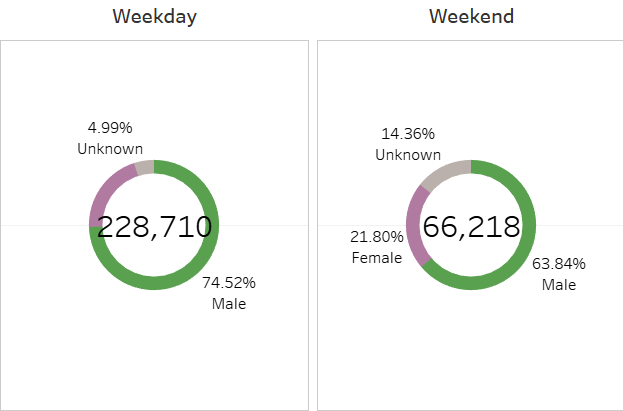 Weekday
4.99%
Unknown
228,710
74.52%
Male
Weekend
14.36%
Unknown
66,218
21.80%
Female
63.84%
Male